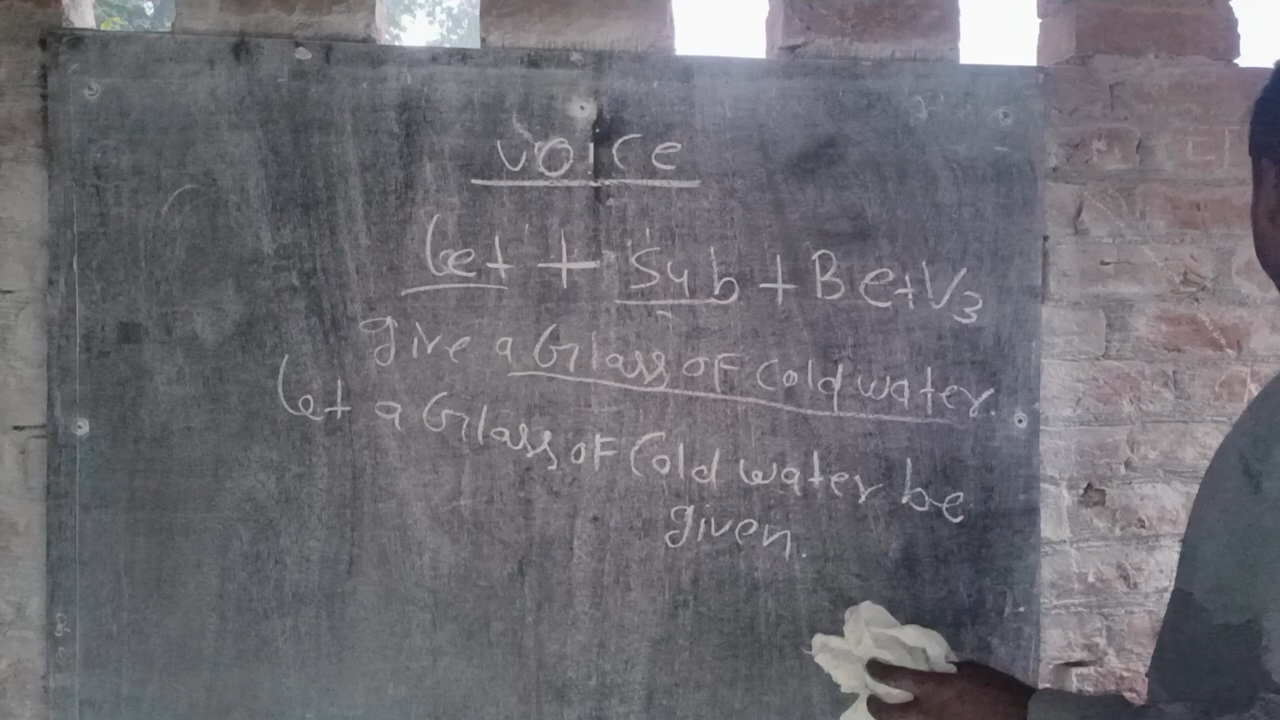 voice
Let + Sub + Be+V3
give a Glass of Cold water.
Let a Glass of Cold water be
given.